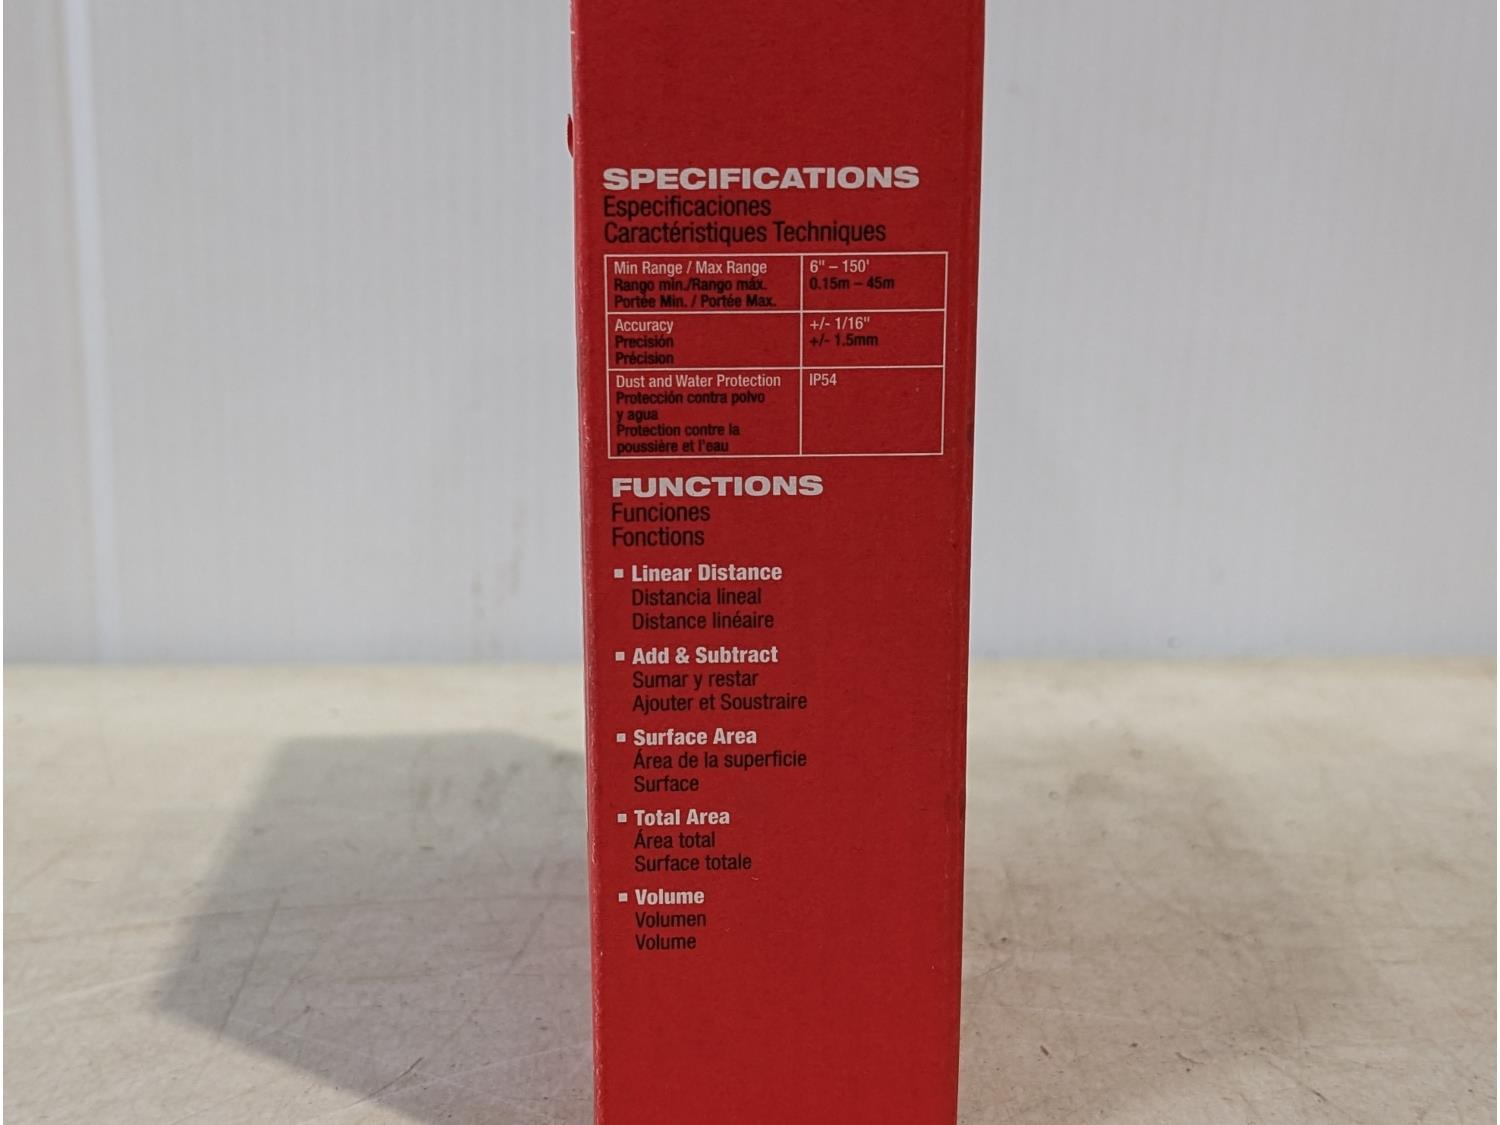 SPECIFICATIONS
Especificaciones
Caractéristiques Techniques
Min Range / Max Range
Rango min./Rango máx.
Portée Min. / Portée Max.
6" – 150'
0.15m – 45m
Accuracy
Precisión
Précision
+/- 1/16"
+/- 1.5mm
Dust and Water Protection
Protección contra polvo
y agua
Protection contre la
poussière et l'eau
IP54
FUNCTIONS
Funciones
Fonctions
▪ Linear Distance
Distancia lineal
Distance linéaire
▪ Add & Subtract
Sumar y restar
Ajouter et Soustraire
▪ Surface Area
Área de la superficie
Surface
▪ Total Area
Área total
Surface totale
▪ Volume
Volumen
Volume